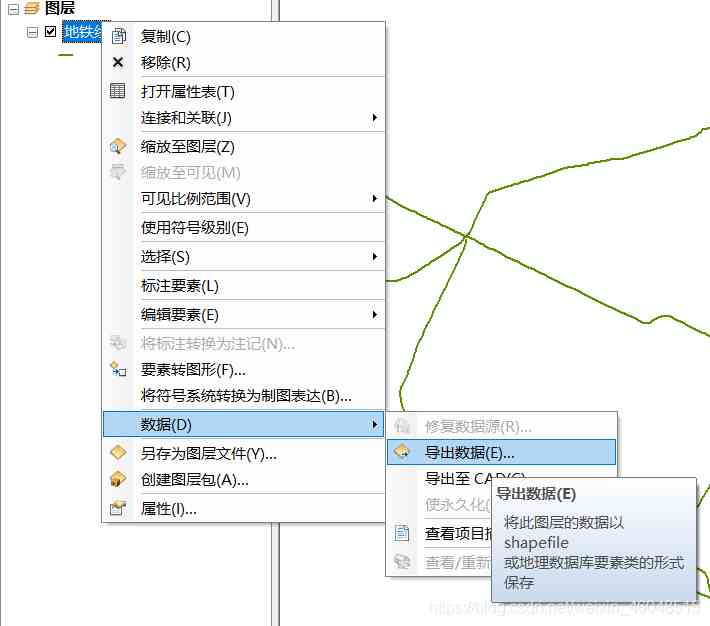 图层
地铁线
复制(C)
移除(R)
打开属性表(T)
连接和关联(J)
缩放至图层(Z)
缩放至可见(M)
可见比例范围(V)
使用符号级别(E)
选择(S)
标注要素(L)
编辑要素(E)
将标注转换为注记(N)...
要素转图形(F)...
将符号系统转换为制图表达(B)...
数据(D)
另存为图层文件(Y)...
创建图层包(A)...
属性(I)...
修复数据源(R)...
导出数据(E)...
导出至 CAD(C)
使永久化(
查看项目描
查看/重新
导出数据(E)
将此图层的数据以
shapefile
或地理数据库要素类的形式
保存